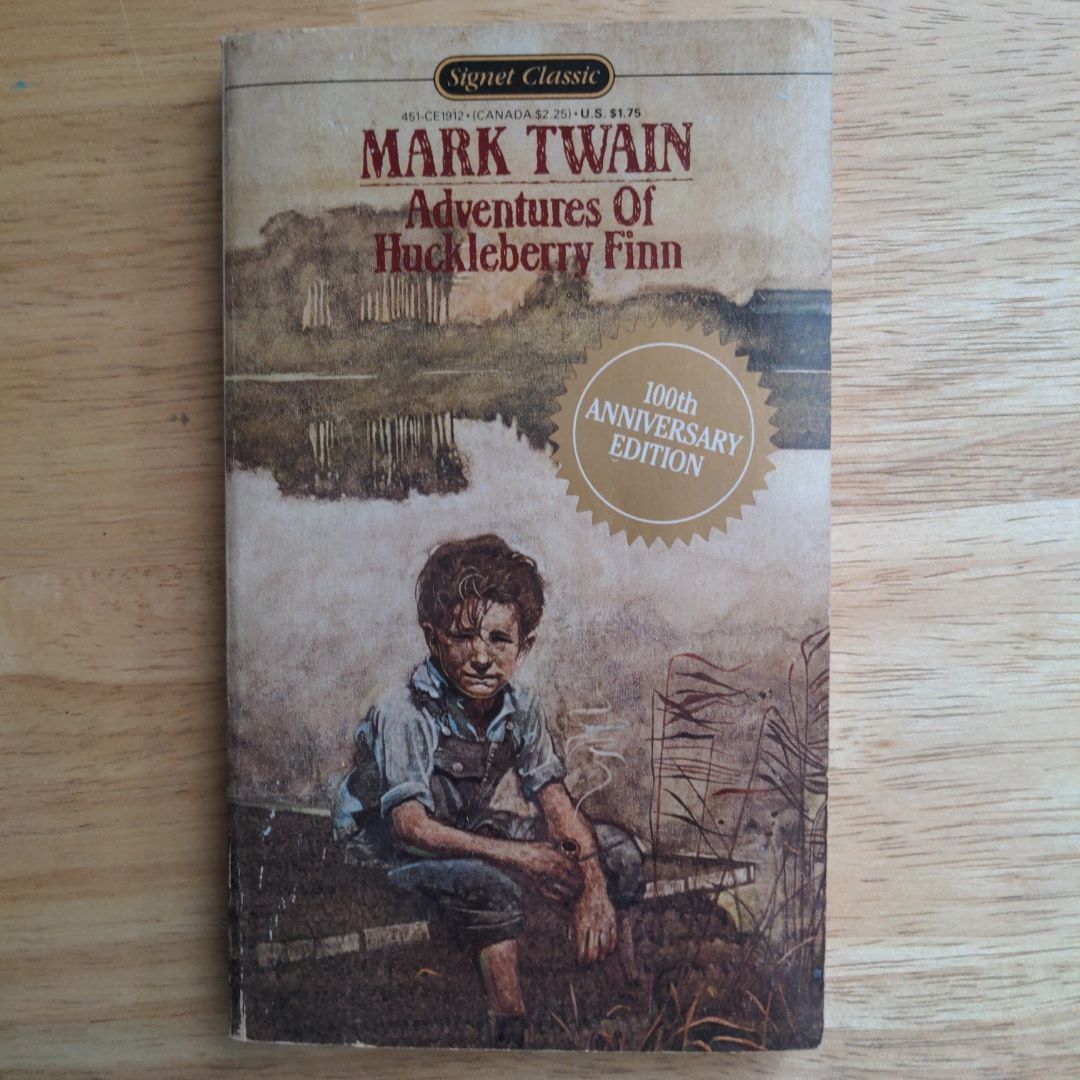 Signet Classic
451-CE1912 • (CANADA $2.25) • U.S. $1.75
MARK TWAIN
Adventures Of
Huckleberry Finn
100th
ANNIVERSARY
EDITION